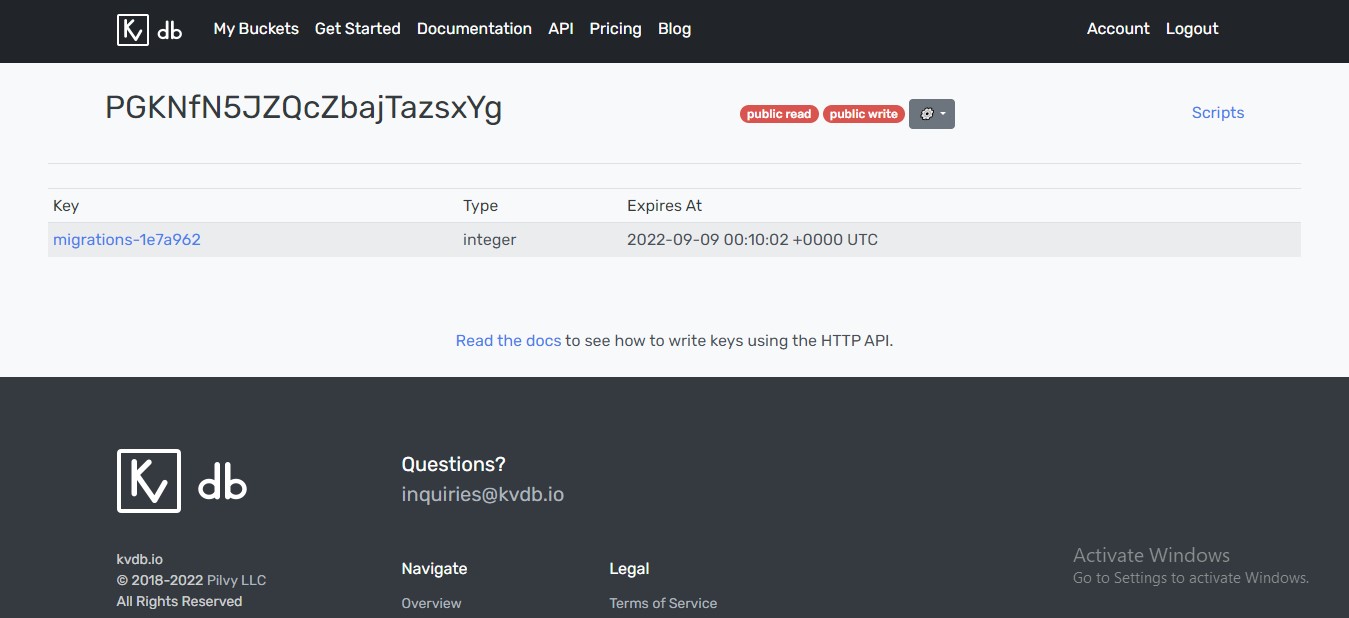 Kv db My Buckets Get Started Documentation API Pricing Blog Account Logout
PGKNfN5JZQcZbajTazsxYg public read public write Scripts
Key Type Expires At
migrations-1e7a962 integer 2022-09-09 00:10:02 +0000 UTC
Read the docs to see how to write keys using the HTTP API.
Kv db
Questions?
inquiries@kvdb.io
kvdb.io
© 2018-2022 Pilvy LLC
All Rights Reserved
Navigate
Overview
Legal
Terms of Service
Activate Windows
Go to Settings to activate Windows.